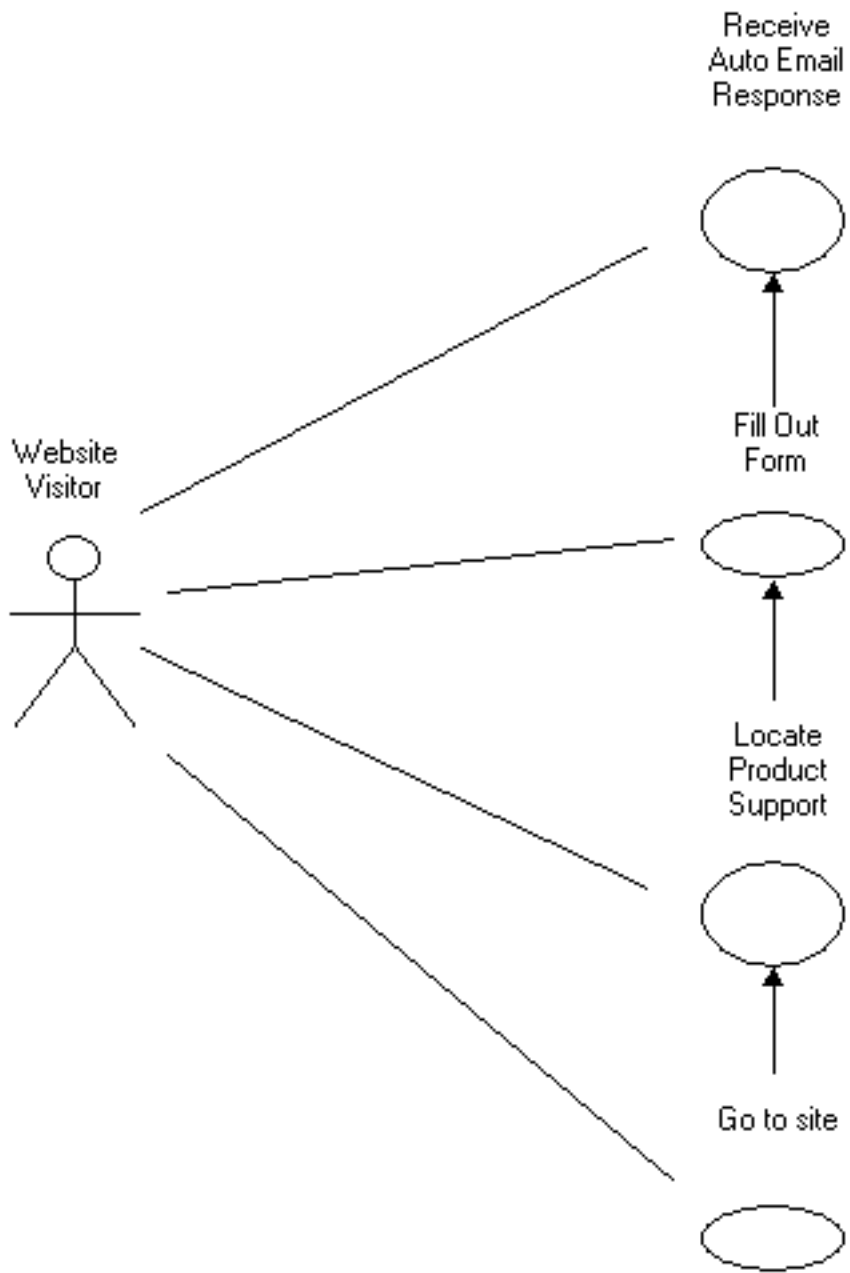 Receive
Auto Email
Response
Fill Out
Form
Website
Visitor
Locate
Product
Support
Go to site